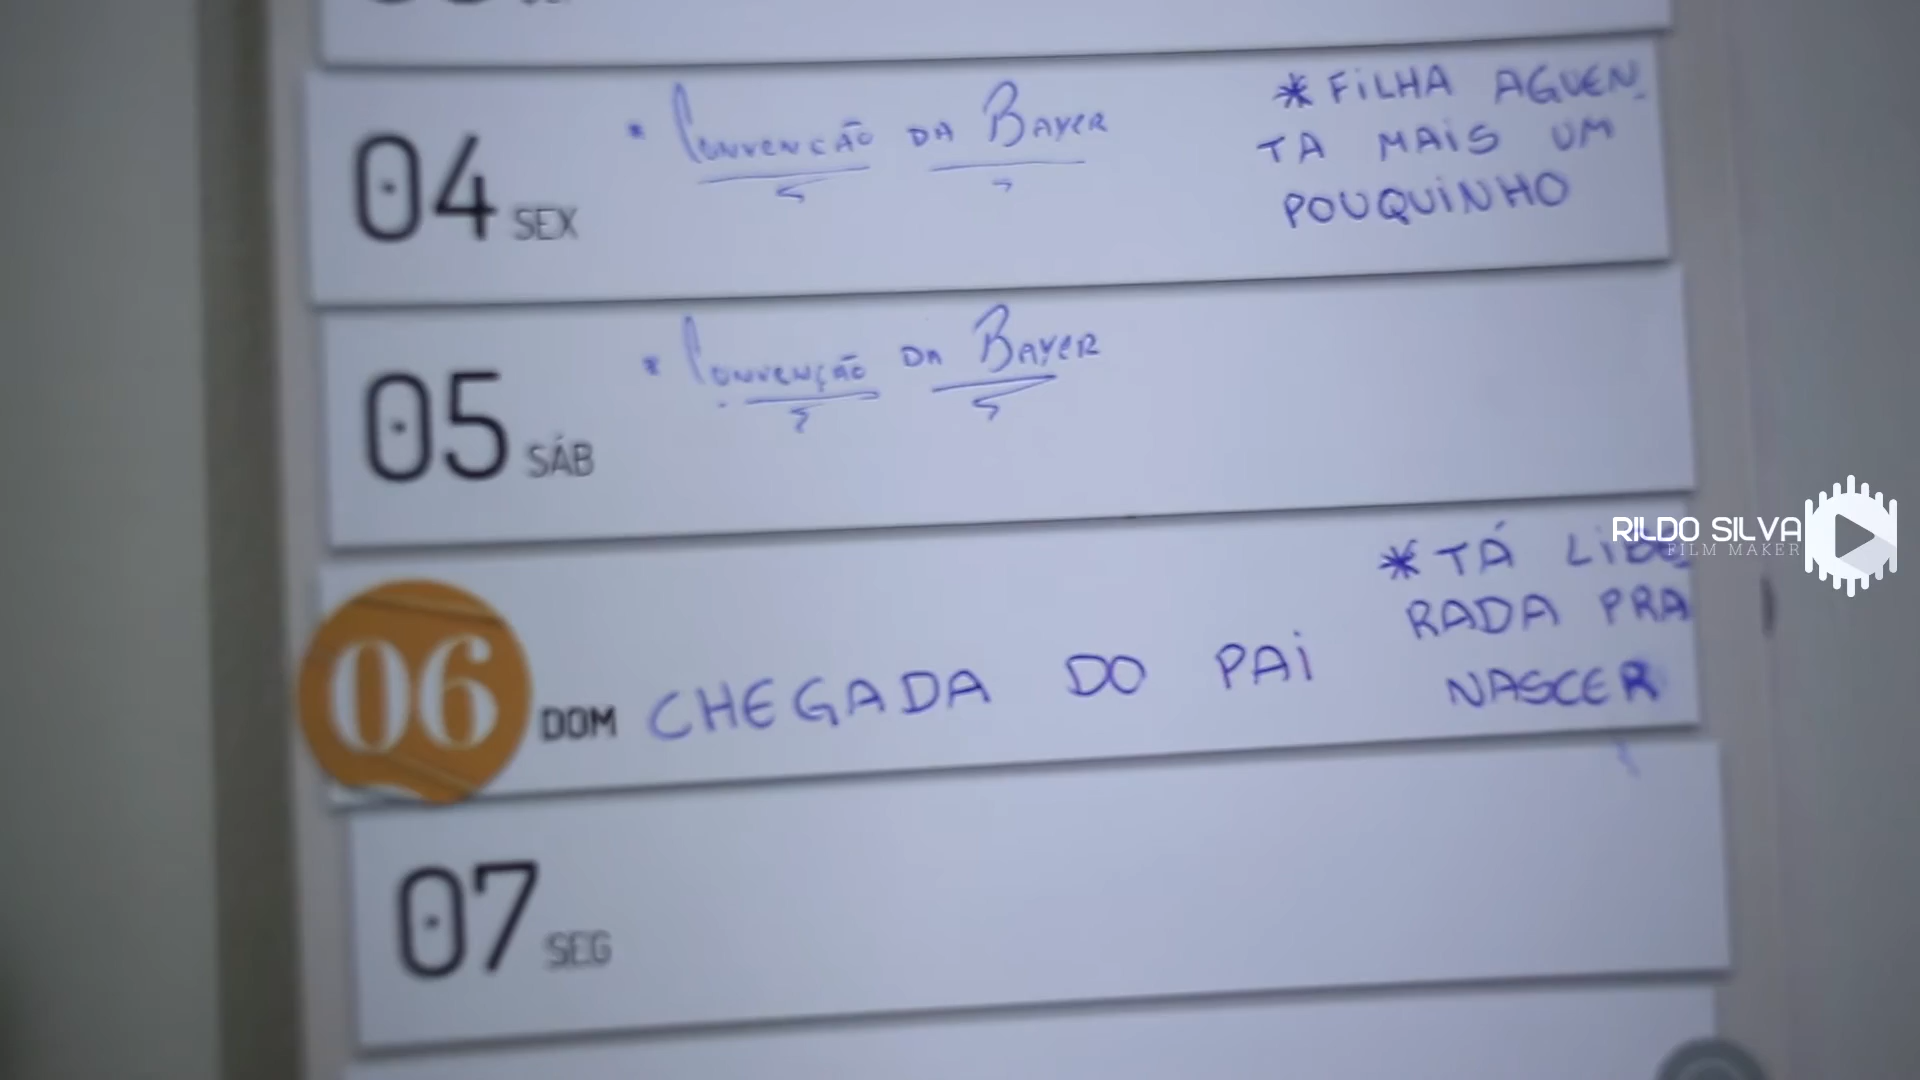 04 SEX
* Convenção da Bayer
* FILHA AGUEN-
TA MAIS UM
POUQUINHO
05 SÁB
* Convenção da Bayer
06 DOM
CHEGADA DO PAI
* TÁ LIBE-
RADA PRA
NASCER
07 SEG
RILDO SILVA
FILM MAKER